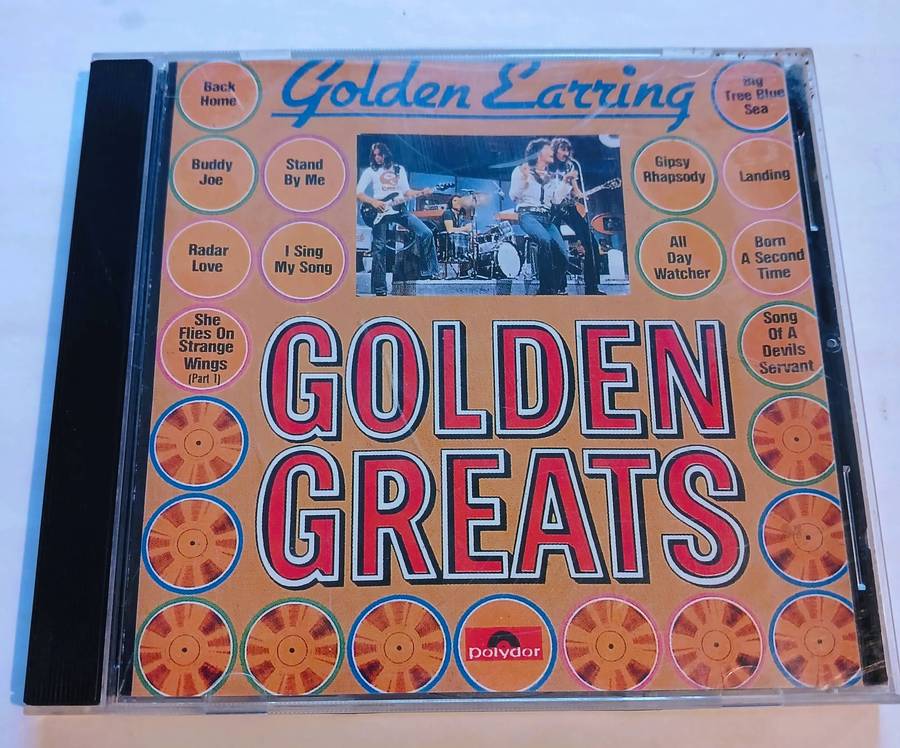 Golden Earring
Back
Home
Big
Tree Blue
Sea
Buddy
Joe
Stand
By Me
Gipsy
Rhapsody
Landing
Radar
Love
I Sing
My Song
All
Day
Watcher
Born
A Second
Time
She
Flies On
Strange
Wings
(Part 1)
Song
Of A
Devils
Servant
GOLDEN
GREATS
polydor